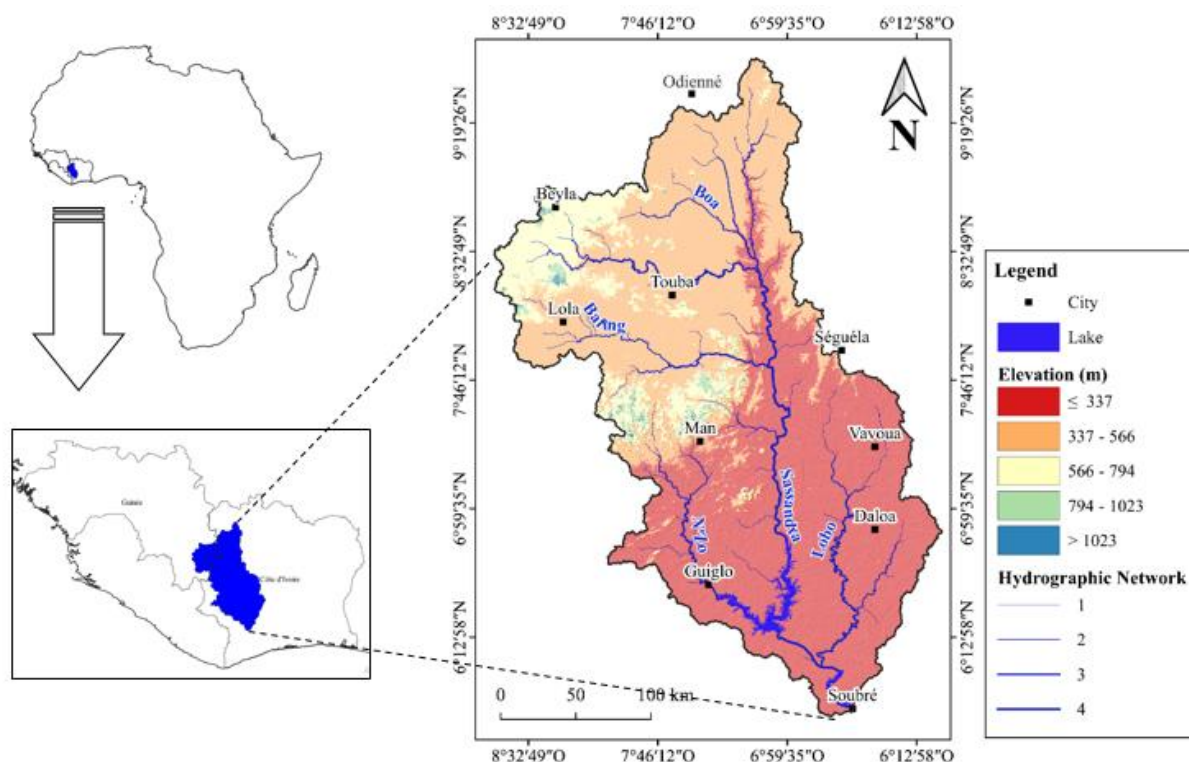 8°32'49"O 7°46'12"O 6°59'35"O 6°12'58"O
9°19'26"N
8°32'49"N
7°46'12"N
6°59'35"N
6°12'58"N
9°19'26"N
8°32'49"N
7°46'12"N
6°59'35"N
6°12'58"N
N
Odienné
Beyla
Boa
Touba
Lola
Séguéla
Man
Vavoua
Sassandra
Lobo
N'zo
Daloa
Guiglo
Soubré
0 50 100 km
8°32'49"O 7°46'12"O 6°59'35"O 6°12'58"O
Guinée
Côte d'Ivoire
Legend
City
Lake
Elevation (m)
≤ 337
337 - 566
566 - 794
794 - 1023
> 1023
Hydrographic Network
1
2
3
4